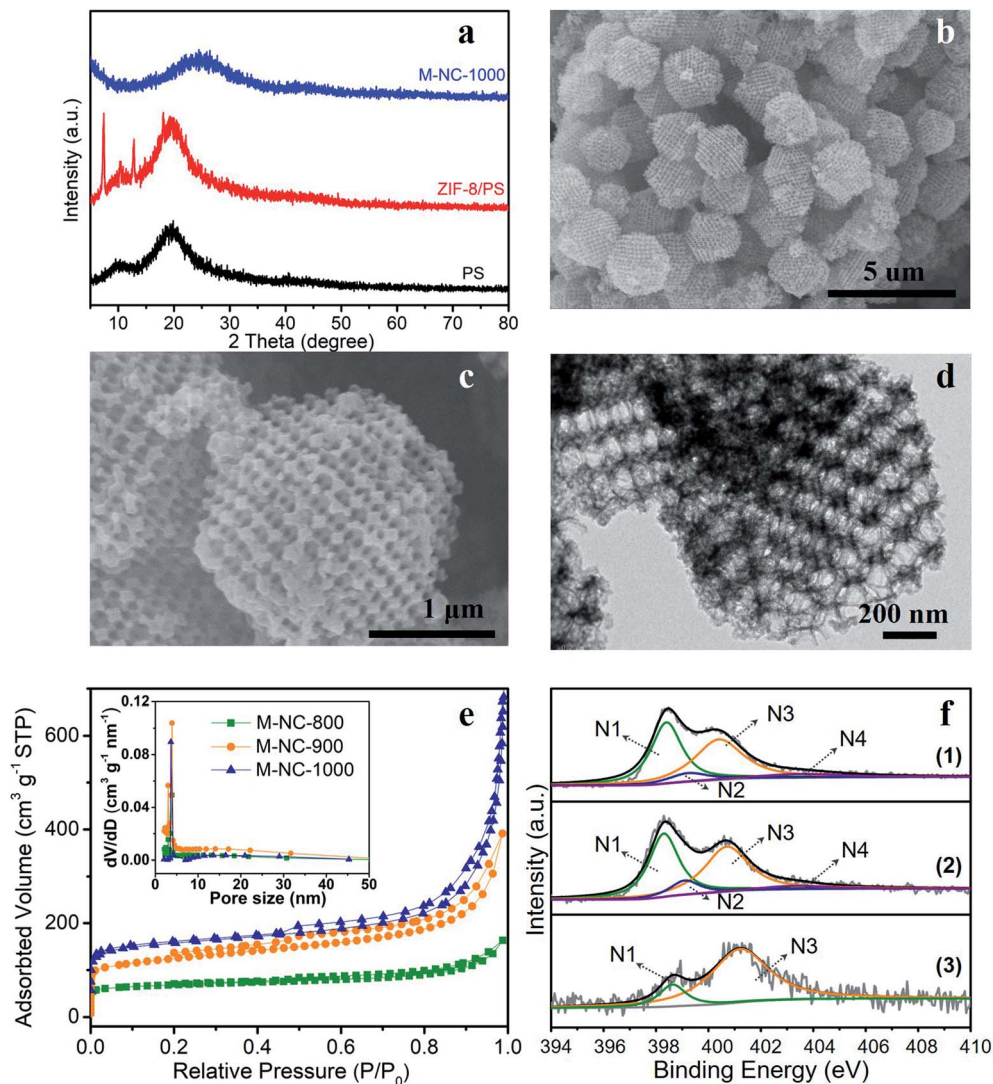 a
M-NC-1000
ZIF-8/PS
PS
Intensity (a.u.)
10 20 30 40 50 60 70 80
2 Theta (degree)
b
5 um
c
1 μm
d
200 nm
e
Adsorbted Volume (cm³ g⁻¹ STP)
600
400
200
0
0.0 0.2 0.4 0.6 0.8 1.0
Relative Pressure (P/P₀)
dV/dD (cm³ g⁻¹ nm⁻¹)
0.12
0.08
0.04
0.00
0 10 20 30 40 50
Pore size (nm)
M-NC-800
M-NC-900
M-NC-1000
f
Intensity (a.u.)
N1
N3
N4
N2
(1)
N1
N3
N4
N2
(2)
N1
N3
(3)
394 396 398 400 402 404 406 408 410
Binding Energy (eV)